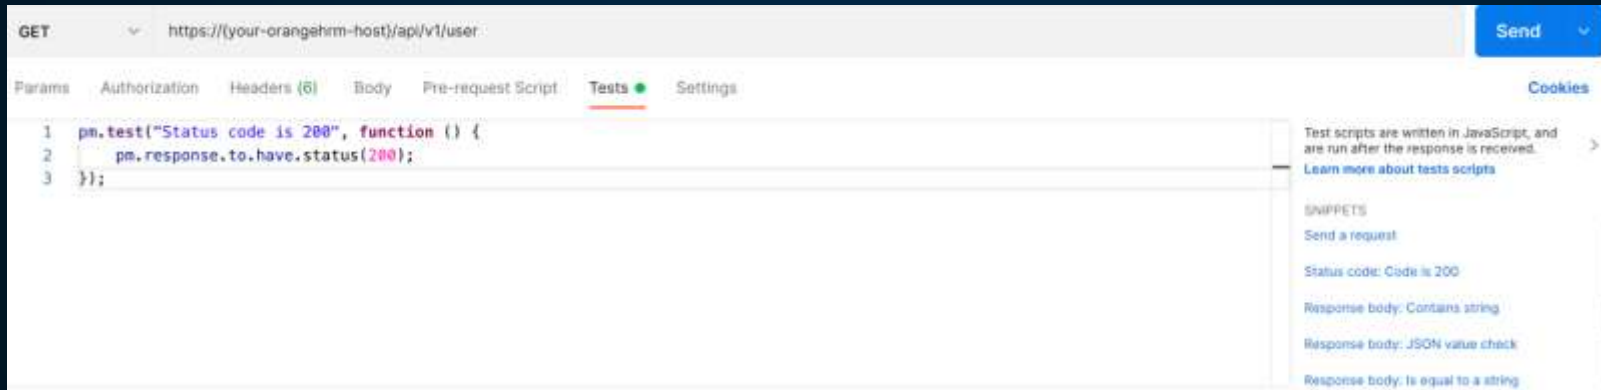 GET https://{your-orangehrm-host}/api/v1/user Send
Params Authorization Headers (6) Body Pre-request Script Tests Settings Cookies
1 pm.test("Status code is 200", function () {
2 pm.response.to.have.status(200);
3 });
Test scripts are written in JavaScript, and
are run after the response is received.
Learn more about tests scripts
SNIPPETS
Send a request
Status code: Code is 200
Response body: Contains string
Response body: JSON value check
Response body: Is equal to a string